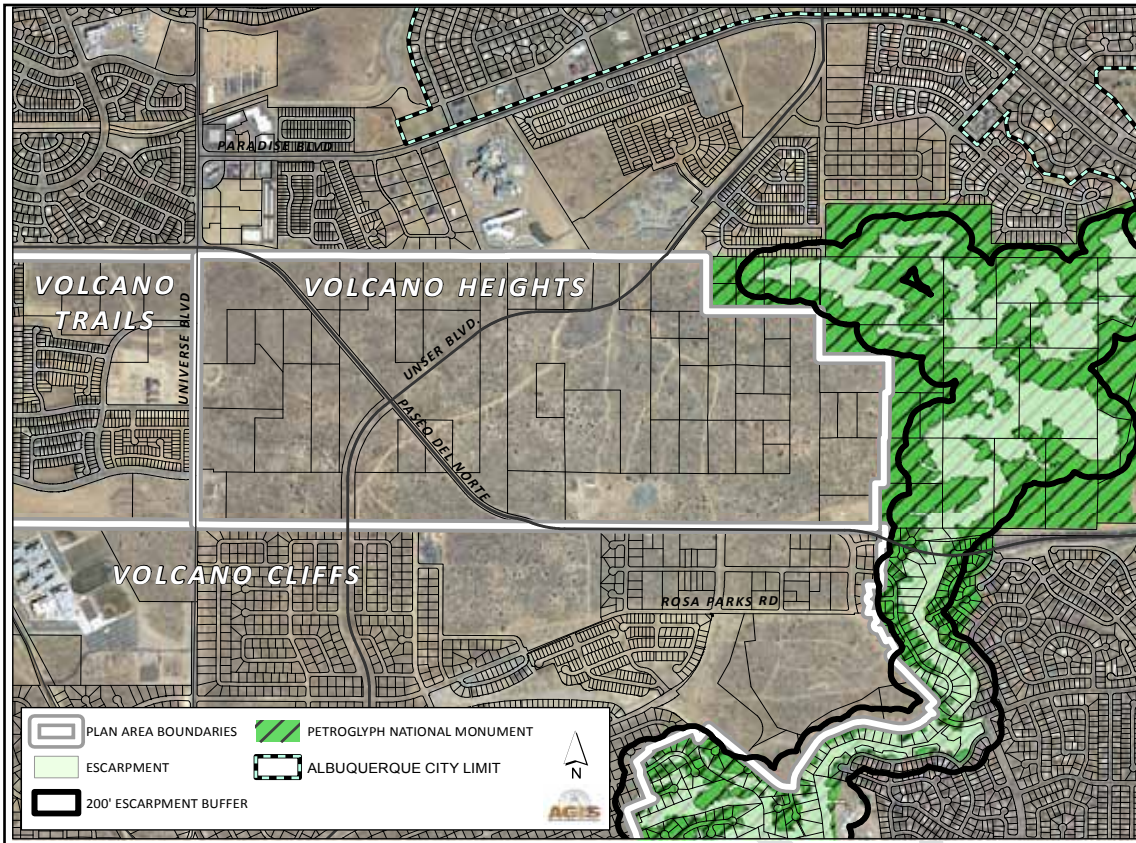 PARADISE BLVD
VOLCANO
TRAILS
UNIVERSE BLVD
VOLCANO HEIGHTS
UNSER BLVD.
PASEO DEL NORTE
VOLCANO CLIFFS
ROSA PARKS RD
PLAN AREA BOUNDARIES
PETROGLYPH NATIONAL MONUMENT
ESCARPMENT
ALBUQUERQUE CITY LIMIT
200' ESCARPMENT BUFFER
N
AGIS